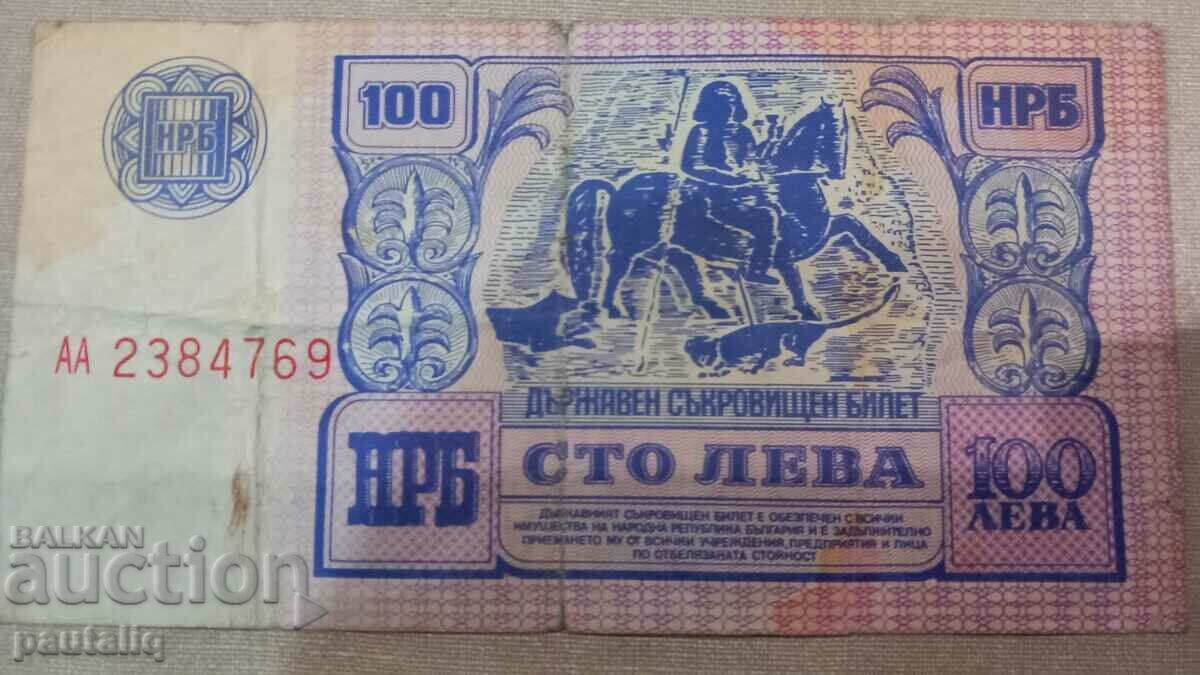 НРБ
100
НРБ
АА 2384769
ДЪРЖАВЕН СЪКРОВИЩЕН БИЛЕТ
НРБ
СТО ЛЕВА
100
ЛЕВА
ДЪРЖАВНИЯТ СЪКРОВИЩЕН БИЛЕТ Е ОБЕЗПЕЧЕН С ВСИЧКИ
ИМУЩЕСТВА НА НАРОДНА РЕПУБЛИКА БЪЛГАРИЯ И Е ЗАДЪЛЖИТЕЛНО
ПРИЕМАНЕТО МУ ОТ ВСИЧКИ УЧРЕЖДЕНИЯ, ПРЕДПРИЯТИЯ И ЛИЦА
ПО ОТБЕЛЯЗАНАТА СТОЙНОСТ
BALKAN
auction
pautaliq